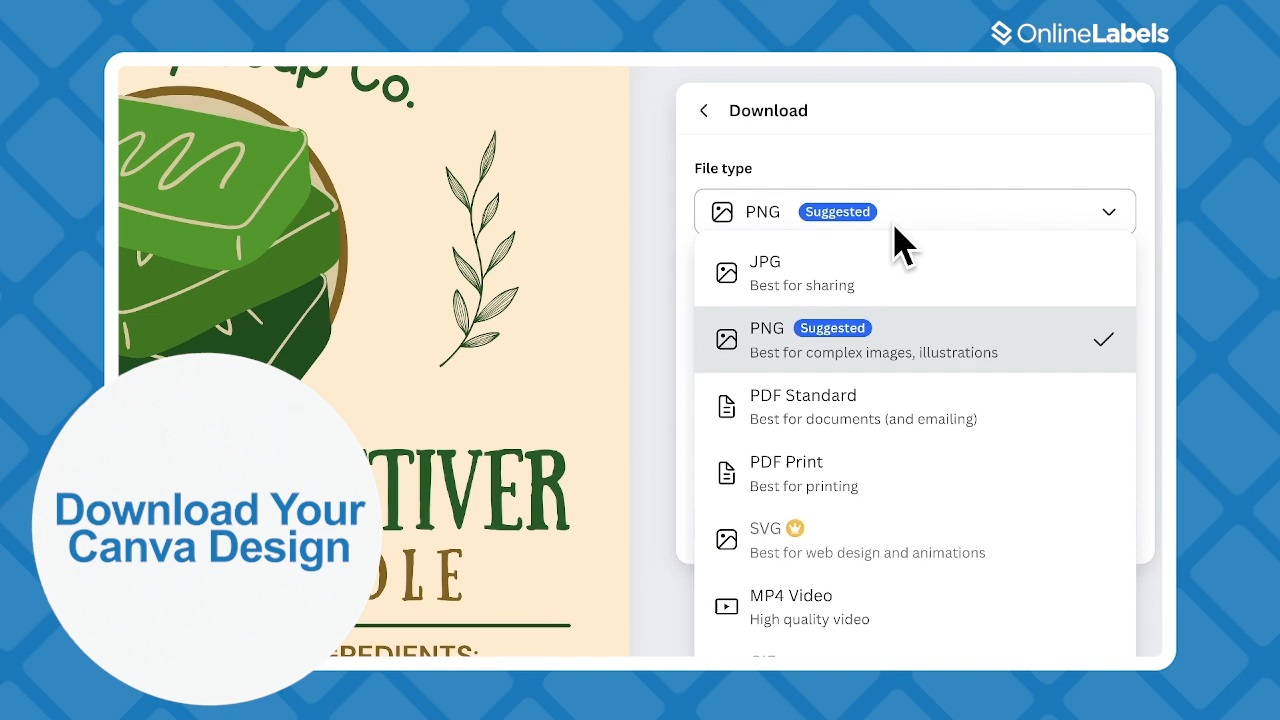 OnlineLabels
Co.
Download
File type
PNG Suggested
JPG
Best for sharing
PNG Suggested
Best for complex images, illustrations
PDF Standard
Best for documents (and emailing)
PDF Print
Best for printing
SVG
Best for web design and animations
MP4 Video
High quality video
Download Your
Canva Design